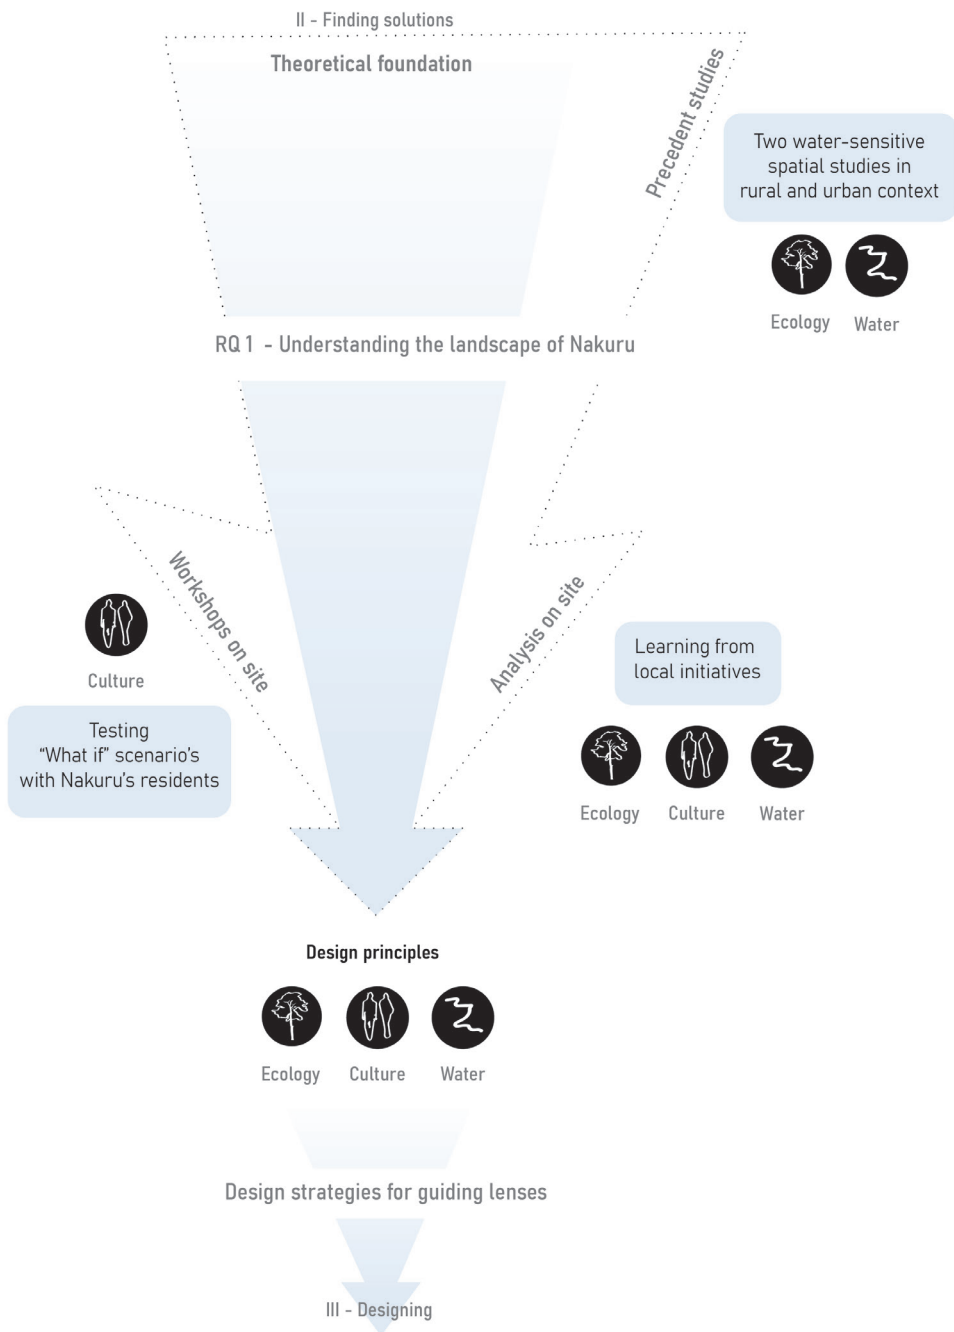 II - Finding solutions
Theoretical foundation
Precedent studies
Two water-sensitive
spatial studies in
rural and urban context
Ecology
Water
RQ 1 - Understanding the landscape of Nakuru
Workshops on site
Analysis on site
Culture
Testing
“What if” scenario’s
with Nakuru’s residents
Learning from
local initiatives
Ecology
Culture
Water
Design principles
Ecology
Culture
Water
Design strategies for guiding lenses
III - Designing